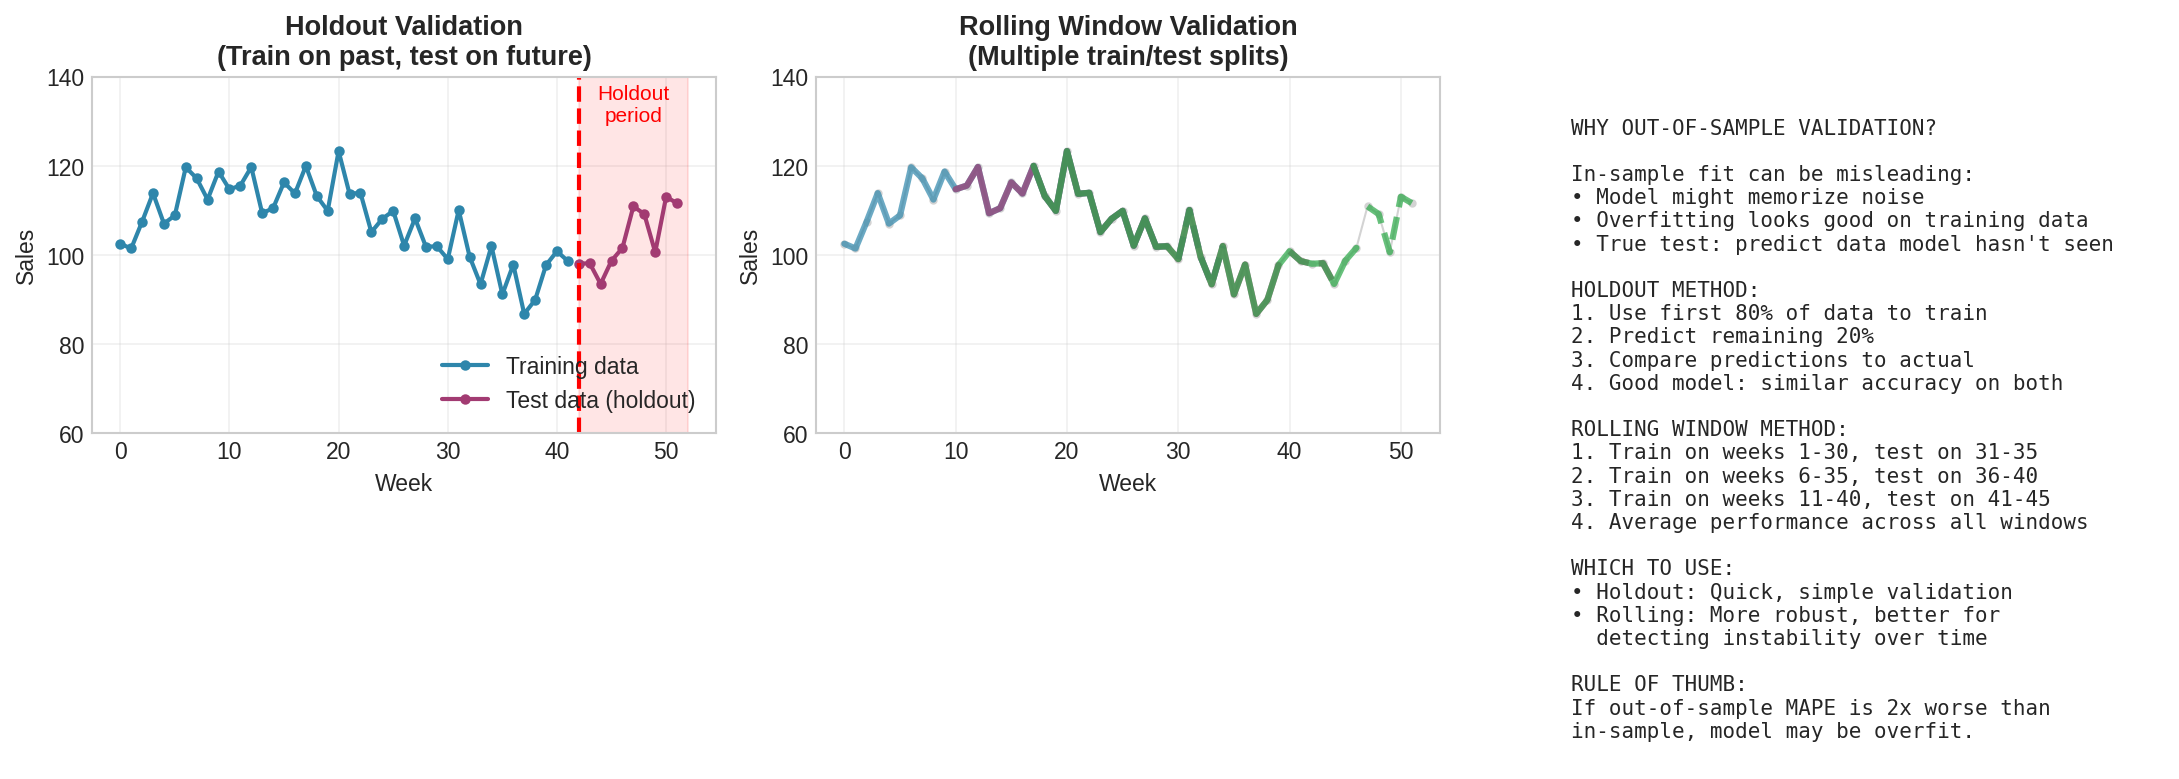 Holdout Validation
(Train on past, test on future)
140
120
100
80
60
Sales
0
10
20
30
40
50
Week
Holdout
period
Training data
Test data (holdout)
Rolling Window Validation
(Multiple train/test splits)
140
120
100
80
60
Sales
0
10
20
30
40
50
Week
WHY OUT-OF-SAMPLE VALIDATION?
In-sample fit can be misleading:
• Model might memorize noise
• Overfitting looks good on training data
• True test: predict data model hasn't seen
HOLDOUT METHOD:
1. Use first 80% of data to train
2. Predict remaining 20%
3. Compare predictions to actual
4. Good model: similar accuracy on both
ROLLING WINDOW METHOD:
1. Train on weeks 1-30, test on 31-35
2. Train on weeks 6-35, test on 36-40
3. Train on weeks 11-40, test on 41-45
4. Average performance across all windows
WHICH TO USE:
• Holdout: Quick, simple validation
• Rolling: More robust, better for
detecting instability over time
RULE OF THUMB:
If out-of-sample MAPE is 2x worse than
in-sample, model may be overfit.